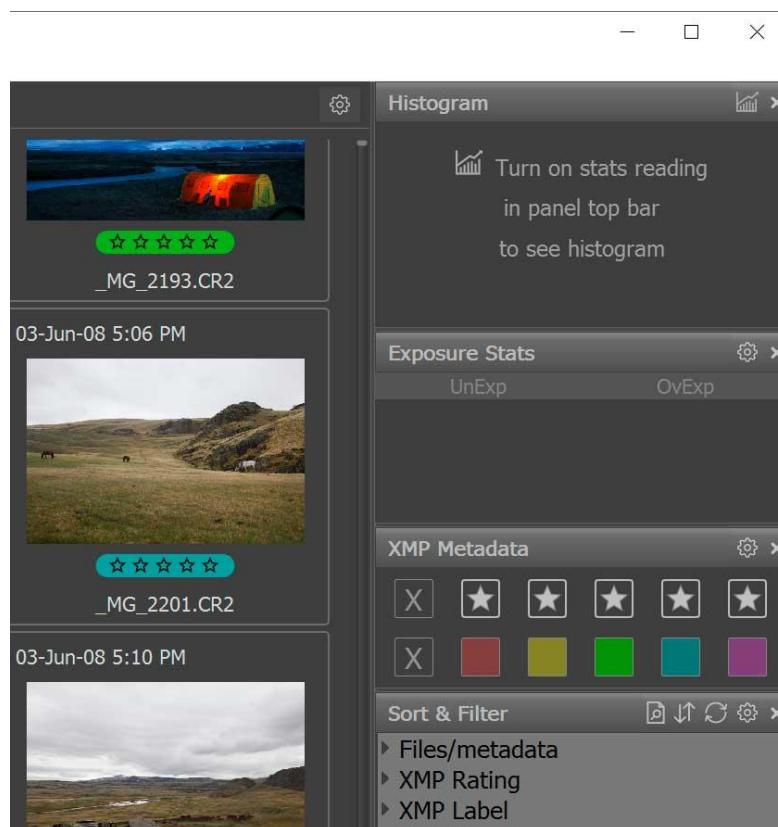 Histogram
Turn on stats reading
in panel top bar
to see histogram
_MG_2193.CR2
03-Jun-08 5:06 PM
Exposure Stats
UnExp OvExp
_MG_2201.CR2
XMP Metadata
X
X
03-Jun-08 5:10 PM
Sort & Filter
Files/metadata
XMP Rating
XMP Label